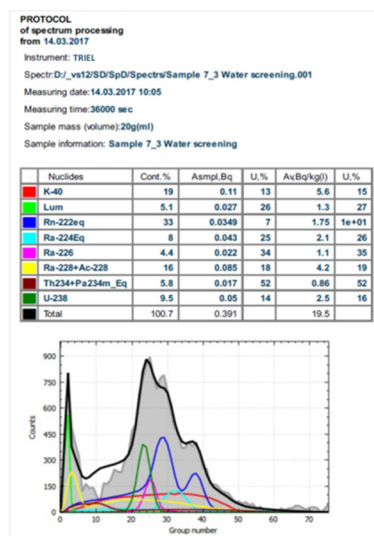 PROTOCOL
of spectrum processing
from 14.03.2017
Instrument: TRIEL
Spectr:D:/_vs12/SD/SpD/Spectrs/Sample 7_3 Water screening.001
Measuring date:14.03.2017 10:05
Measuring time:36000 sec
Sample mass (volume):20g(ml)
Sample information: Sample 7_3 Water screening
Nuclides Cont.% Asmpl,Bq U,% Av,Bq/kg(l) U,%
K-40 19 0.11 13 5.6 15
Lum 5.1 0.027 26 1.3 27
Rn-222eq 33 0.0349 7 1.75 1e+01
Ra-224Eq 8 0.043 25 2.1 26
Ra-226 4.4 0.022 34 1.1 35
Ra-228+Ac-228 16 0.085 18 4.2 19
Th234+Pa234m_Eq 5.8 0.017 52 0.86 52
U-238 9.5 0.05 14 2.5 16
Total 100.7 0.391 19.5
900
750
600
450
300
150
0
Counts
0 10 20 30 40 50 60 70
Group number